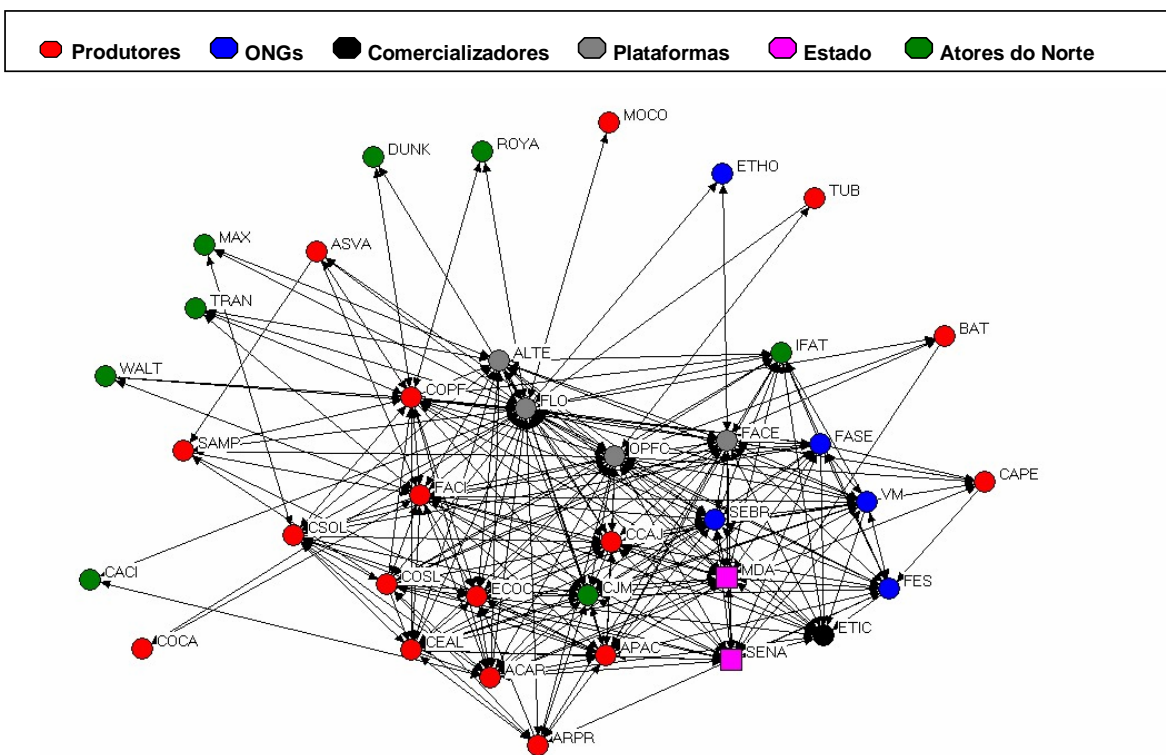 Produtores ONGs Comercializadores Plataformas Estado Atores do Norte
MOCO
DUNK
ROYA
ETHO
TUB
MAX
ASVA
TRAN
BAT
ALTE
IFAT
WALT
COPF
FLO
SAMP
FACE
FASE
OPFC
CAPE
FACI
VM
CSOL
SEBR
CCAJ
CACI
COSL
ECOC
CJM
MDA
FES
ETIC
COCA
CEAL
APAC
SENA
ACAR
ARPR